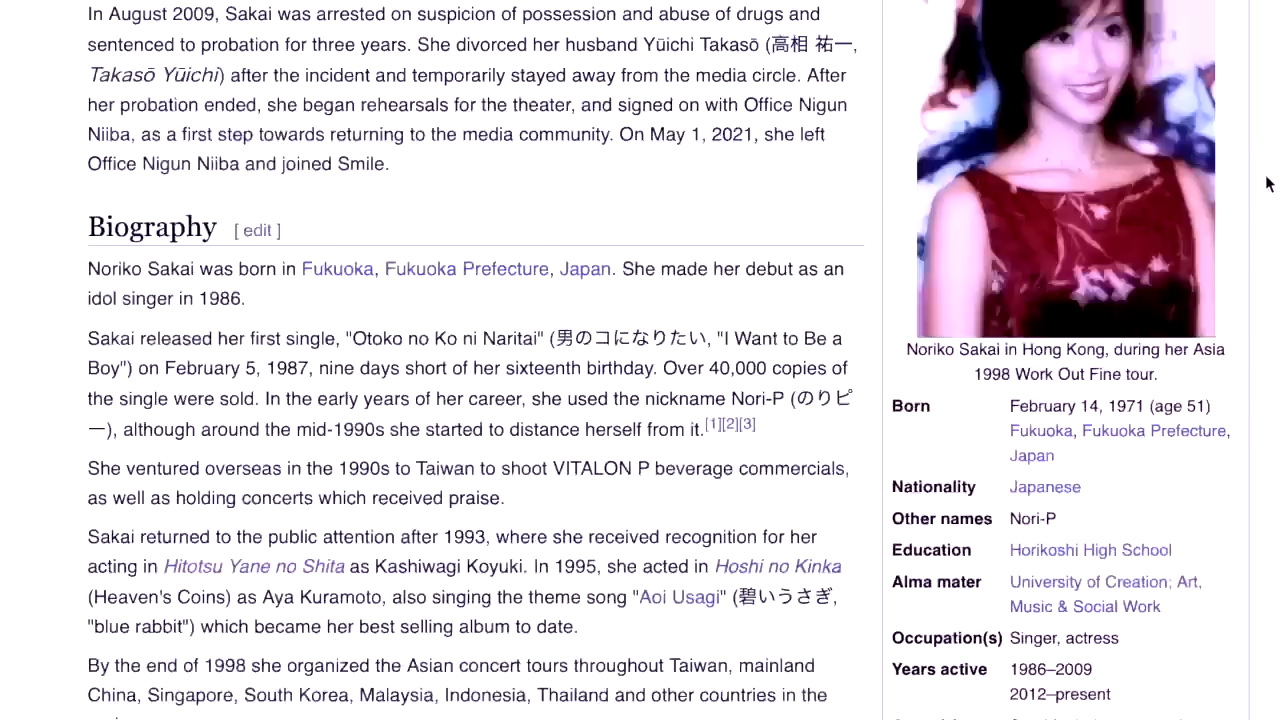 In August 2009, Sakai was arrested on suspicion of possession and abuse of drugs and
sentenced to probation for three years. She divorced her husband Yūichi Takasō (高相 祐一,
Takasō Yūichi) after the incident and temporarily stayed away from the media circle. After
her probation ended, she began rehearsals for the theater, and signed on with Office Nigun
Niiba, as a first step towards returning to the media community. On May 1, 2021, she left
Office Nigun Niiba and joined Smile.
Biography [ edit ]
Noriko Sakai was born in Fukuoka, Fukuoka Prefecture, Japan. She made her debut as an
idol singer in 1986.
Sakai released her first single, "Otoko no Ko ni Naritai" (男のコになりたい, "I Want to Be a
Boy") on February 5, 1987, nine days short of her sixteenth birthday. Over 40,000 copies of
the single were sold. In the early years of her career, she used the nickname Nori-P (のりピ
ー), although around the mid-1990s she started to distance herself from it.[1][2][3]
She ventured overseas in the 1990s to Taiwan to shoot VITALON P beverage commercials,
as well as holding concerts which received praise.
Sakai returned to the public attention after 1993, where she received recognition for her
acting in Hitotsu Yane no Shita as Kashiwagi Koyuki. In 1995, she acted in Hoshi no Kinka
(Heaven's Coins) as Aya Kuramoto, also singing the theme song "Aoi Usagi" (碧いうさぎ,
"blue rabbit") which became her best selling album to date.
By the end of 1998 she organized the Asian concert tours throughout Taiwan, mainland
China, Singapore, South Korea, Malaysia, Indonesia, Thailand and other countries in the
Noriko Sakai in Hong Kong, during her Asia
1998 Work Out Fine tour.
Born February 14, 1971 (age 51)
Fukuoka, Fukuoka Prefecture,
Japan
Nationality Japanese
Other names Nori-P
Education Horikoshi High School
Alma mater University of Creation; Art,
Music & Social Work
Occupation(s) Singer, actress
Years active 1986–2009
2012–present